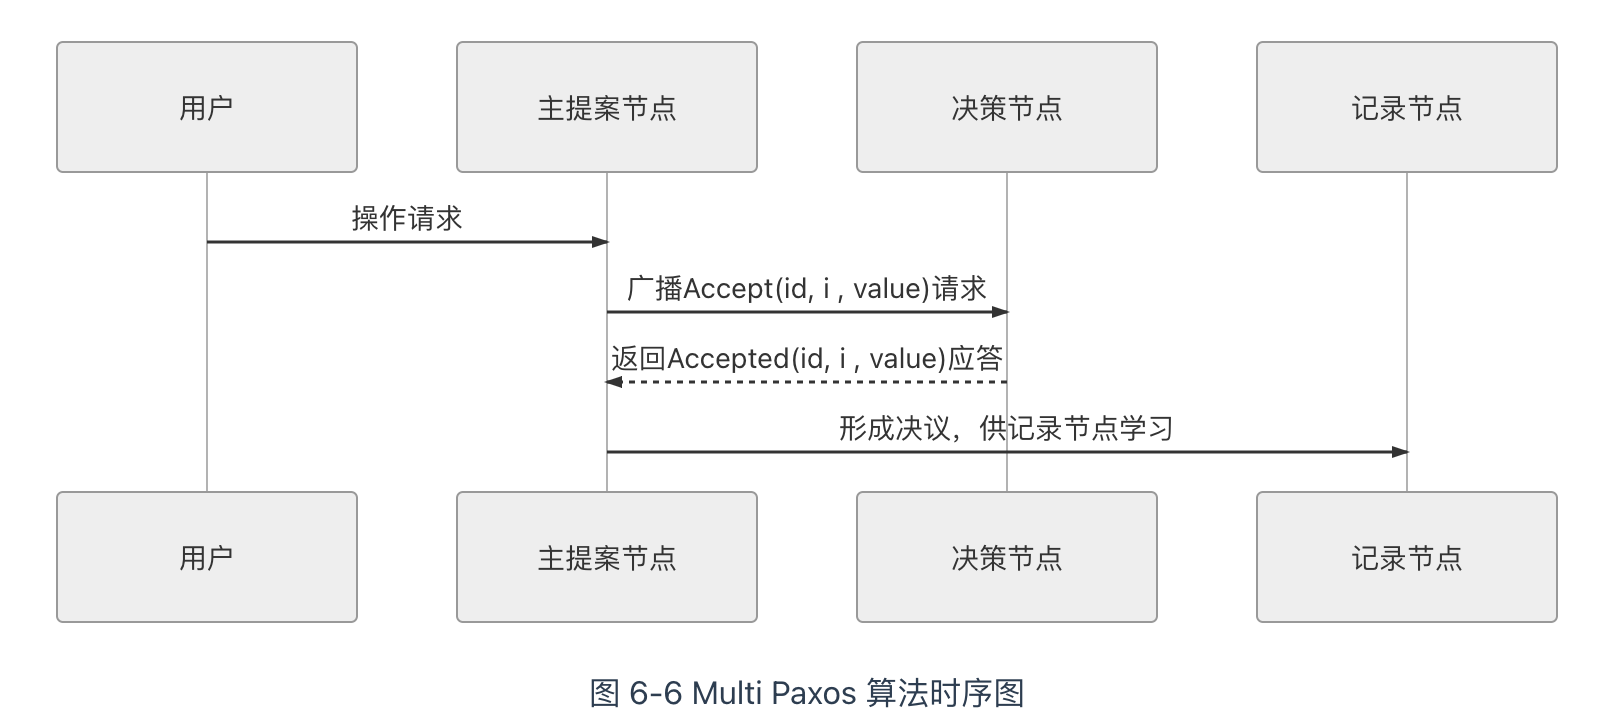 用户
主提案节点
决策节点
记录节点
操作请求
广播Accept(id, i , value)请求
返回Accepted(id, i , value)应答
形成决议，供记录节点学习
用户
主提案节点
决策节点
记录节点
图 6-6 Multi Paxos 算法时序图